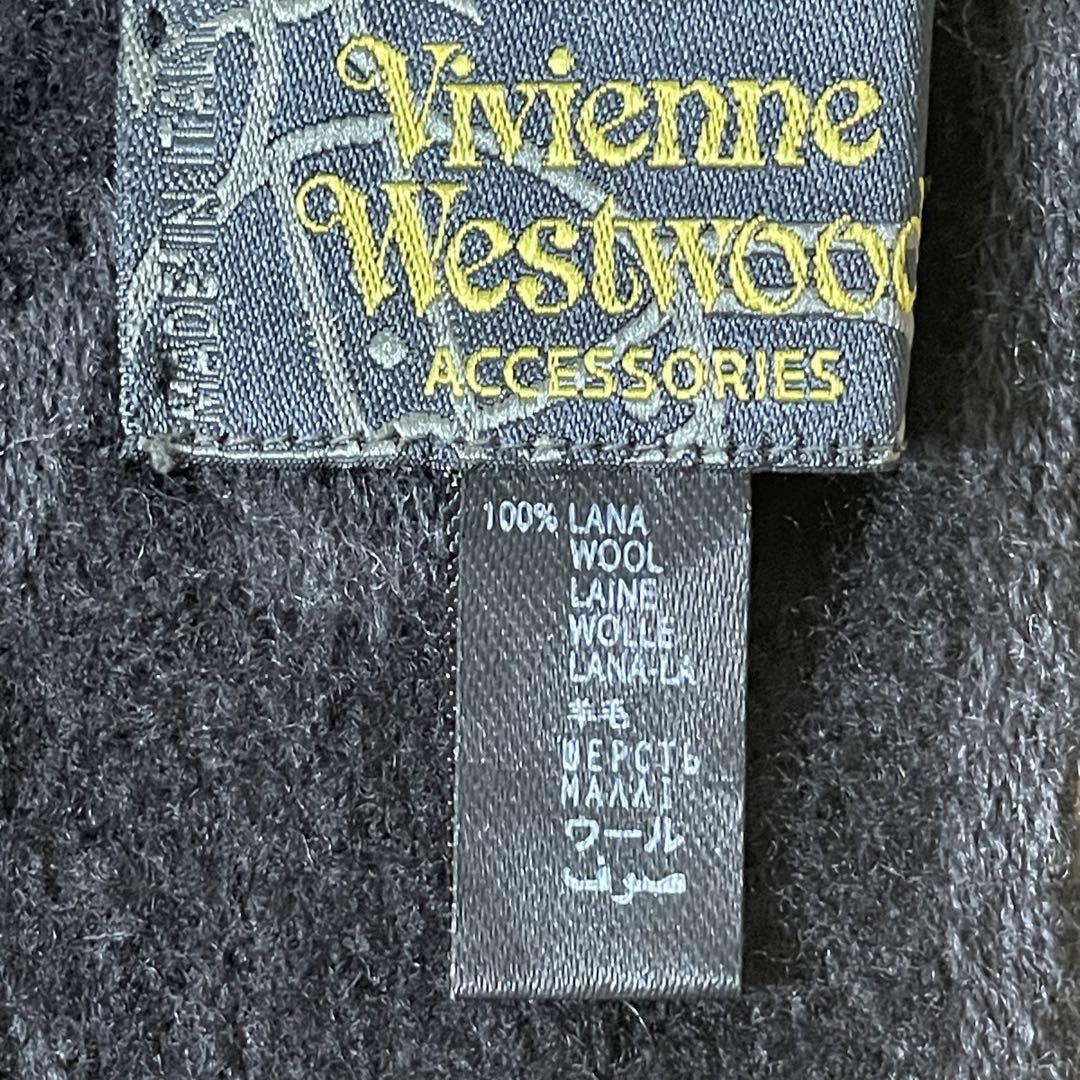 Vivienne
Westwood
ACCESSORIES
MADE IN ITALY
100% LANA
WOOL
LAINE
WOLLE
LANA-LA
羊毛
ШЕРСТЬ
ΜΑΛΛΙ
ウール
صوف